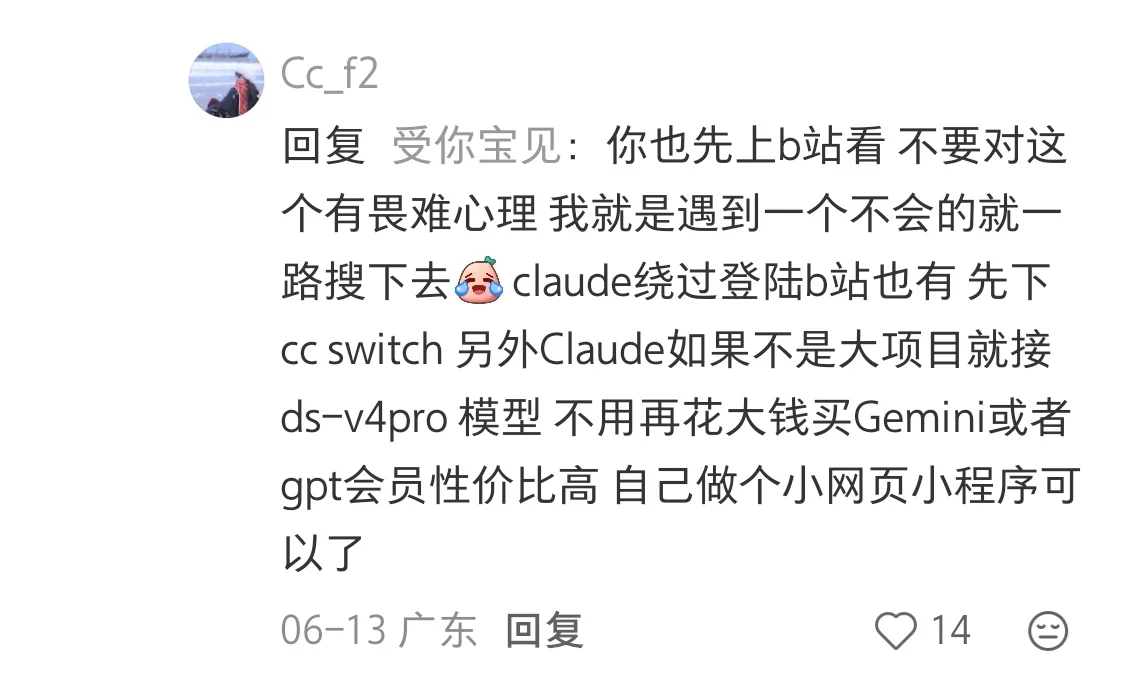 Cc_f2
回复 受你宝见：你也先上b站看 不要对这
个有畏难心理 我就是遇到一个不会的就一
路搜下去 claude绕过登陆b站也有 先下
cc switch 另外Claude如果不是大项目就接
ds-v4pro 模型 不用再花大钱买Gemini或者
gpt会员性价比高 自己做个小网页小程序可
以了
06-13 广东 回复 14